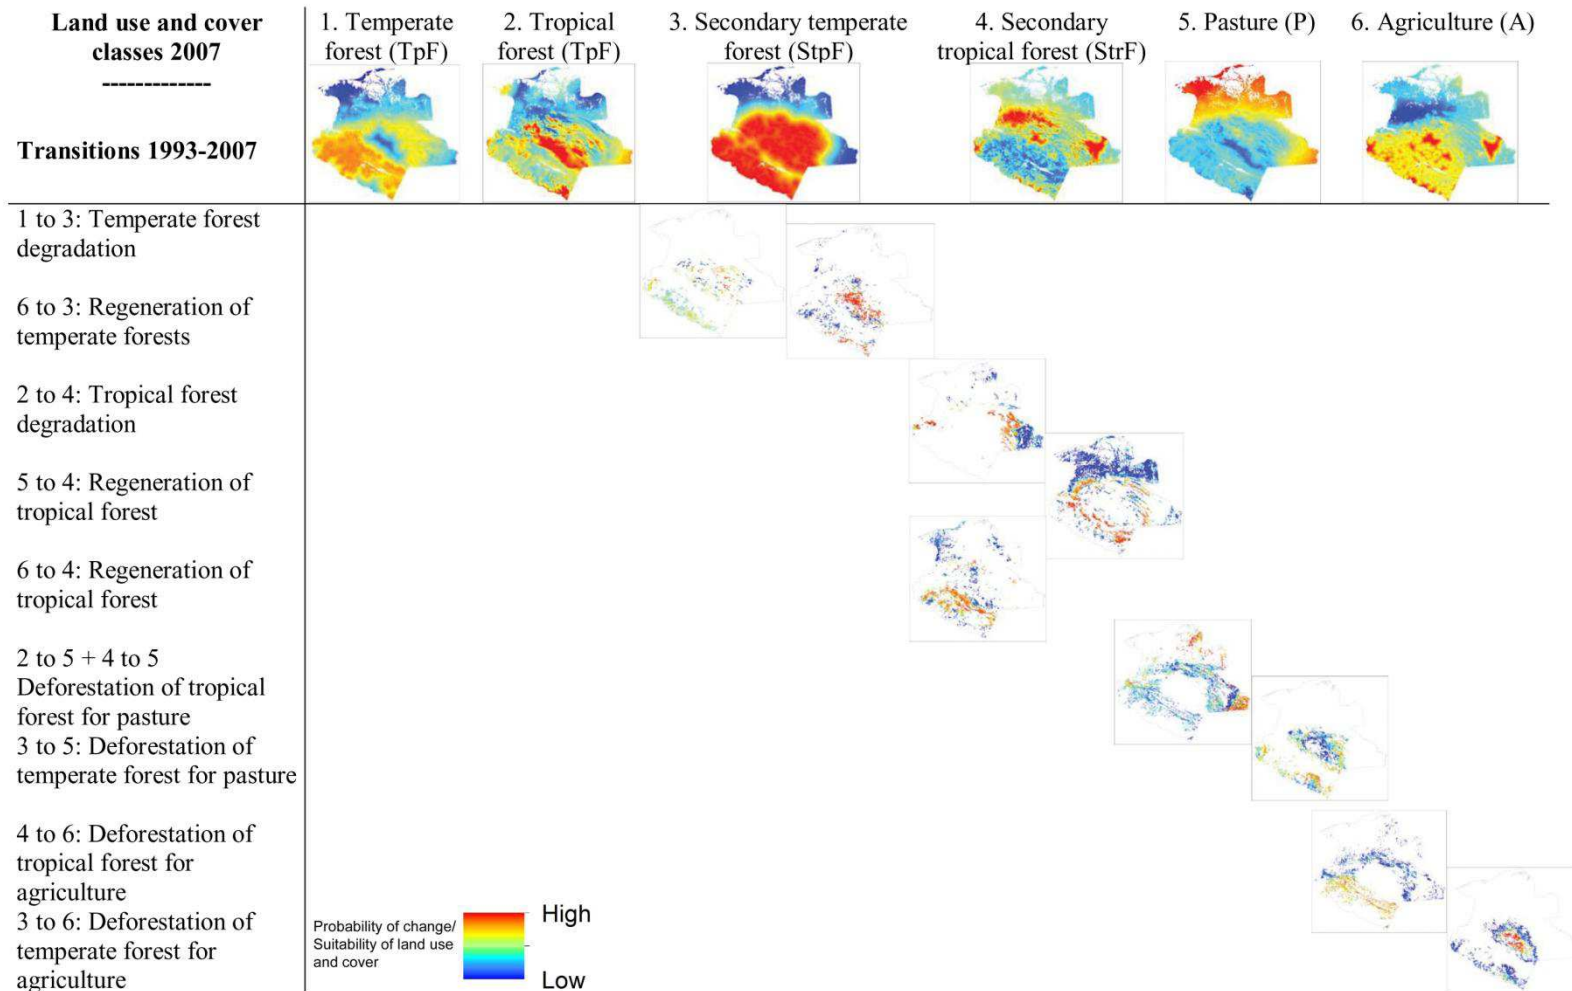 Land use and cover
classes 2007
-------------
Transitions 1993-2007
1. Temperate
forest (TpF)
2. Tropical
forest (TpF)
3. Secondary temperate
forest (StpF)
4. Secondary
tropical forest (StrF)
5. Pasture (P)
6. Agriculture (A)
1 to 3: Temperate forest
degradation
6 to 3: Regeneration of
temperate forests
2 to 4: Tropical forest
degradation
5 to 4: Regeneration of
tropical forest
6 to 4: Regeneration of
tropical forest
2 to 5 + 4 to 5
Deforestation of tropical
forest for pasture
3 to 5: Deforestation of
temperate forest for pasture
4 to 6: Deforestation of
tropical forest for
agriculture
3 to 6: Deforestation of
temperate forest for
agriculture
Probability of change/
Suitability of land use
and cover
High
Low